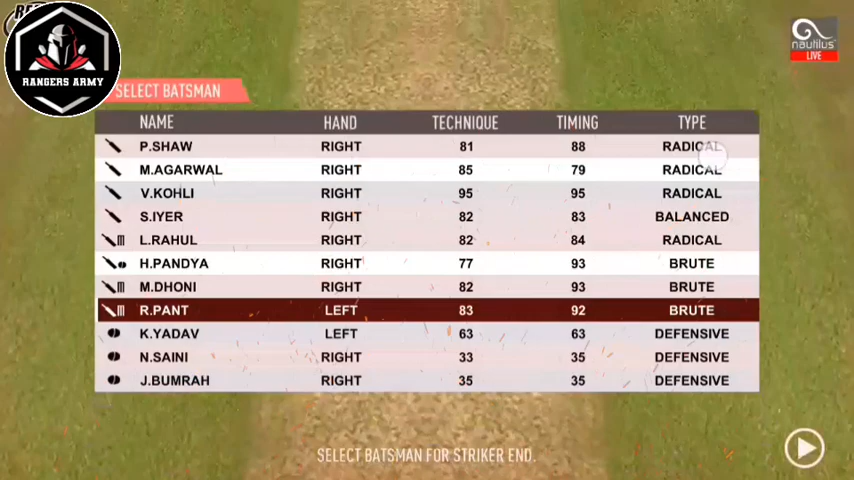 RANGERS ARMY
nautilus
LIVE
SELECT BATSMAN
NAME HAND TECHNIQUE TIMING TYPE
P.SHAW RIGHT 81 88 RADICAL
M.AGARWAL RIGHT 85 79 RADICAL
V.KOHLI RIGHT 95 95 RADICAL
S.IYER RIGHT 82 83 BALANCED
L.RAHUL RIGHT 82 84 RADICAL
H.PANDYA RIGHT 77 93 BRUTE
M.DHONI RIGHT 82 93 BRUTE
R.PANT LEFT 83 92 BRUTE
K.YADAV LEFT 63 63 DEFENSIVE
N.SAINI RIGHT 33 35 DEFENSIVE
J.BUMRAH RIGHT 35 35 DEFENSIVE
SELECT BATSMAN FOR STRIKER END.